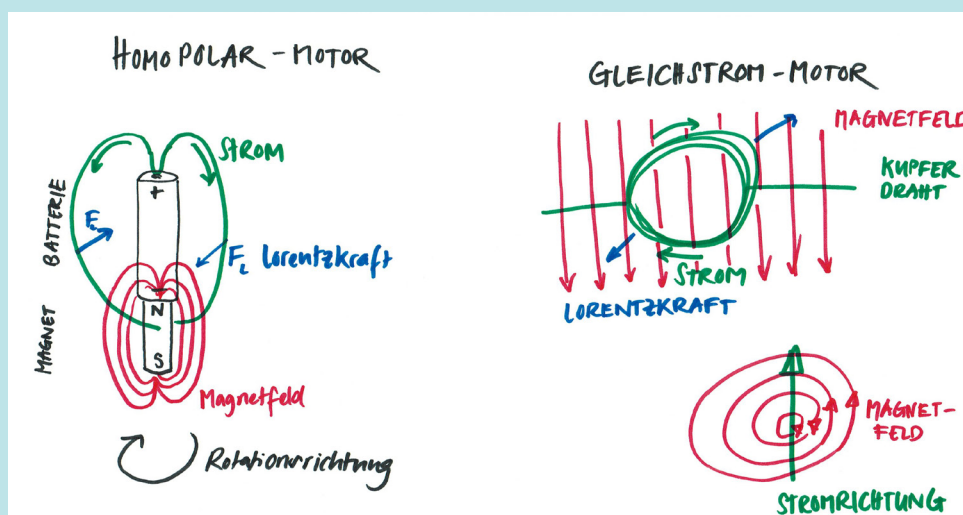 HOMOPOLAR-MOTOR
STROM
BATTERIE
+
F_L
F_L Lorentzkraft
-
MAGNET
N
S
Magnetfeld
Rotationsrichtung
GLEICHSTROM-MOTOR
MAGNETFELD
KUPFER
DRAHT
STROM
LORENTZKRAFT
MAGNET-
FELD
STROMRICHTUNG